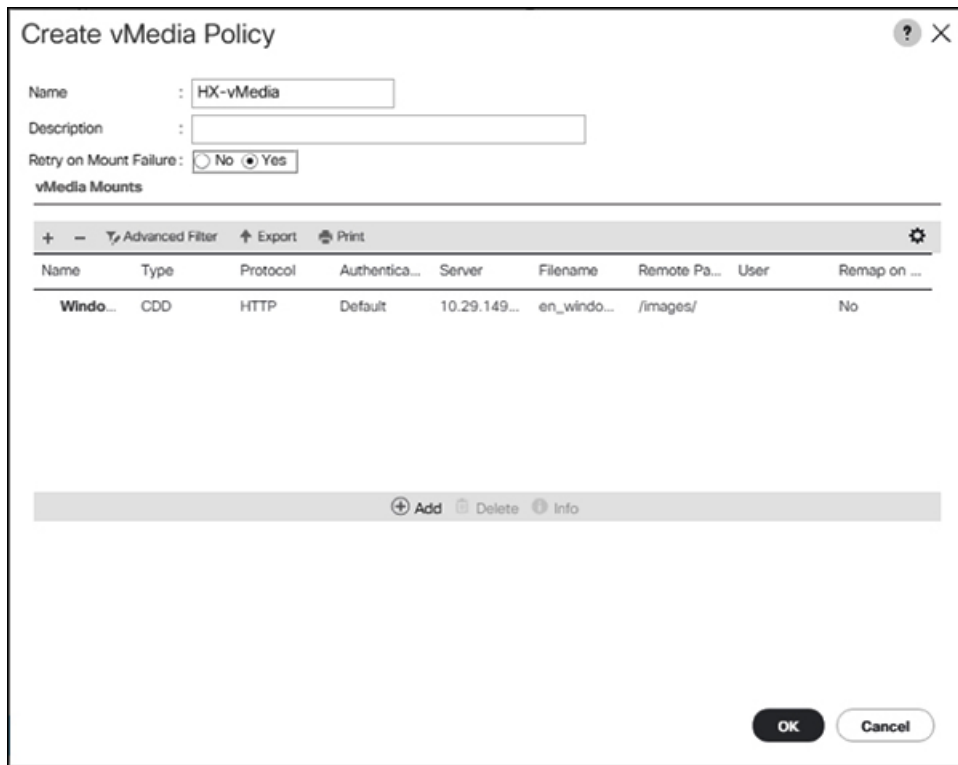 Create vMedia Policy
? 
Name : HX-vMedia
Description :
Retry on Mount Failure : No Yes
vMedia Mounts
+ − Advanced Filter Export Print
Name Type Protocol Authentica... Server Filename Remote Pa... User Remap on ...
Windo... CDD HTTP Default 10.29.149... en_windo... /images/ No
Add Delete Info
OK Cancel